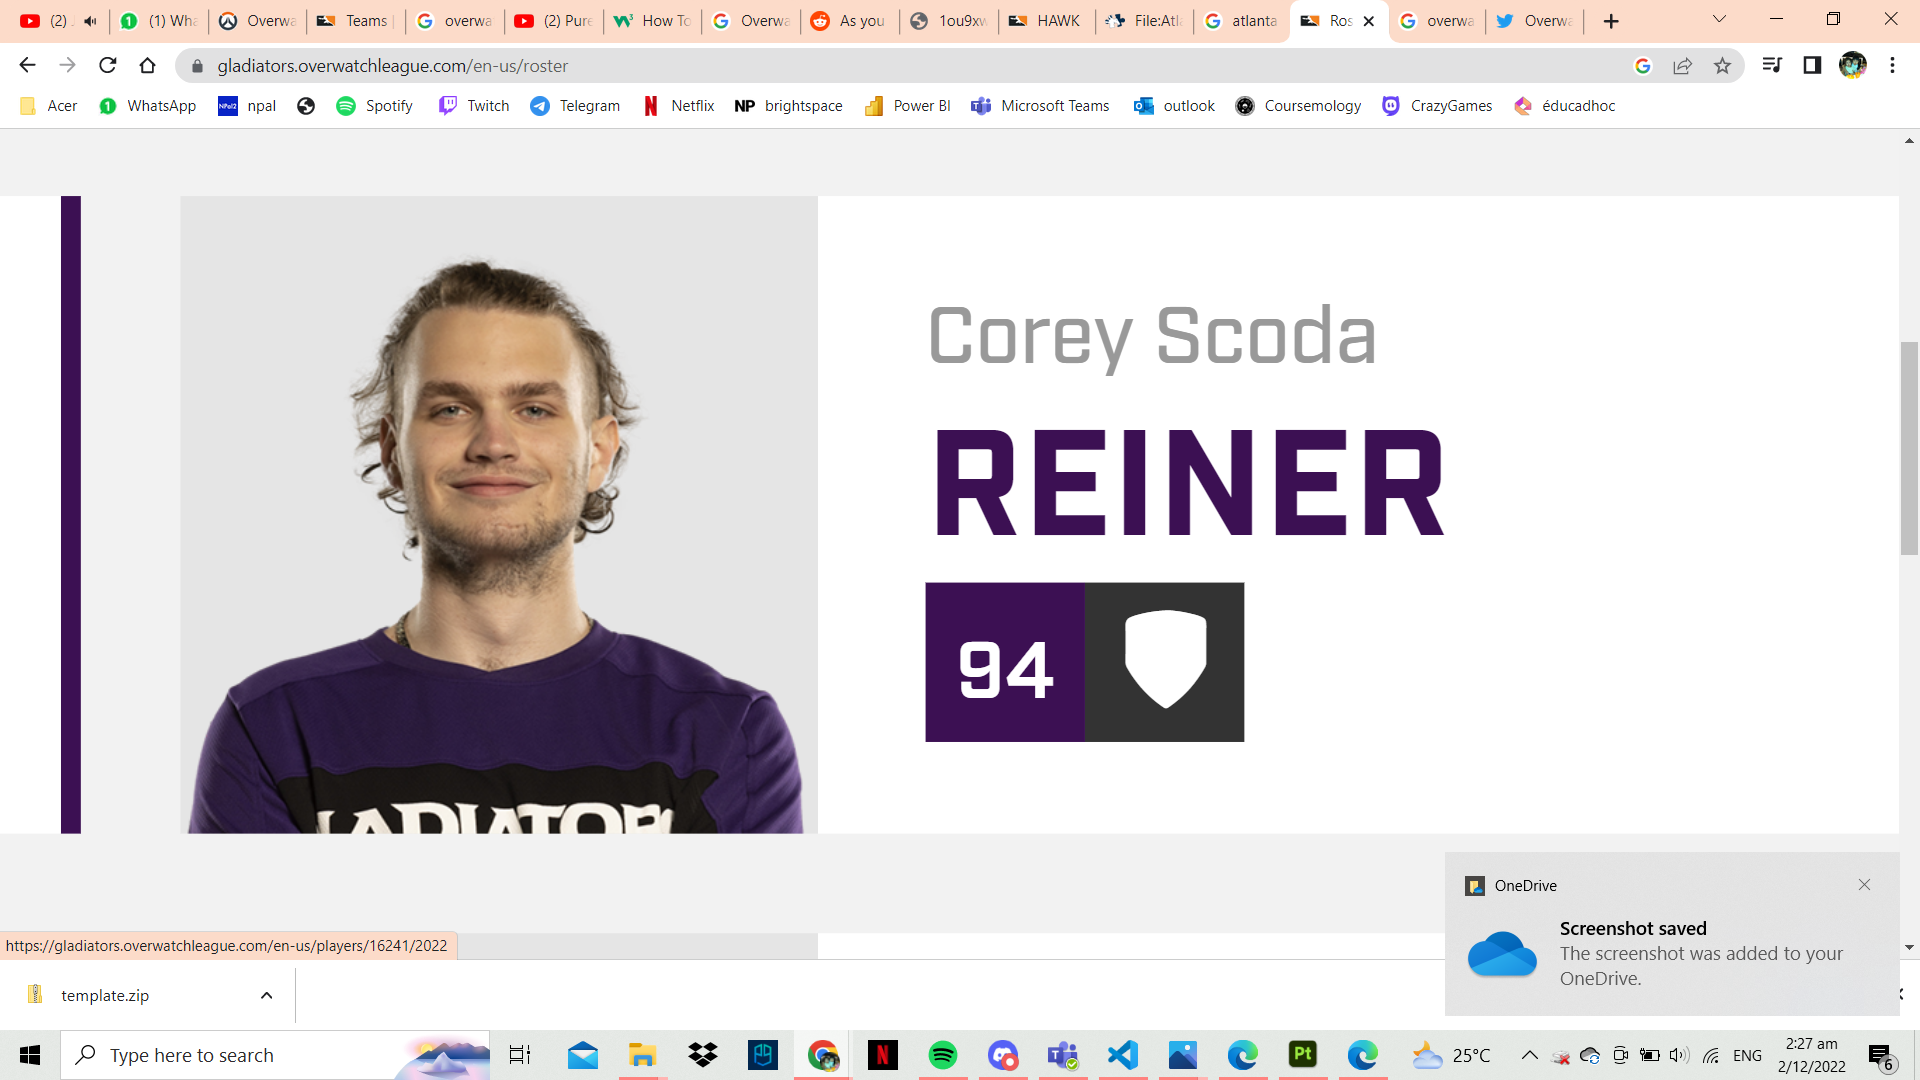 (2)
(1) Wha
Overwa
Teams
overwa
(2) Pure
How To
Overwa
As you
1ou9xw
HAWK
File:Atl
atlanta
Ros
overwa
Overwa
gladiators.overwatchleague.com/en-us/roster
Acer
WhatsApp
NPal2 npal
Spotify
Twitch
Telegram
Netflix
NP brightspace
Power BI
Microsoft Teams
outlook
Coursemology
CrazyGames
éducadhoc
Corey Scoda
REINER
94
OneDrive
Screenshot saved
The screenshot was added to your
OneDrive.
https://gladiators.overwatchleague.com/en-us/players/16241/2022
template.zip
Type here to search
Pt
25°C
ENG
2:27 am
2/12/2022
6